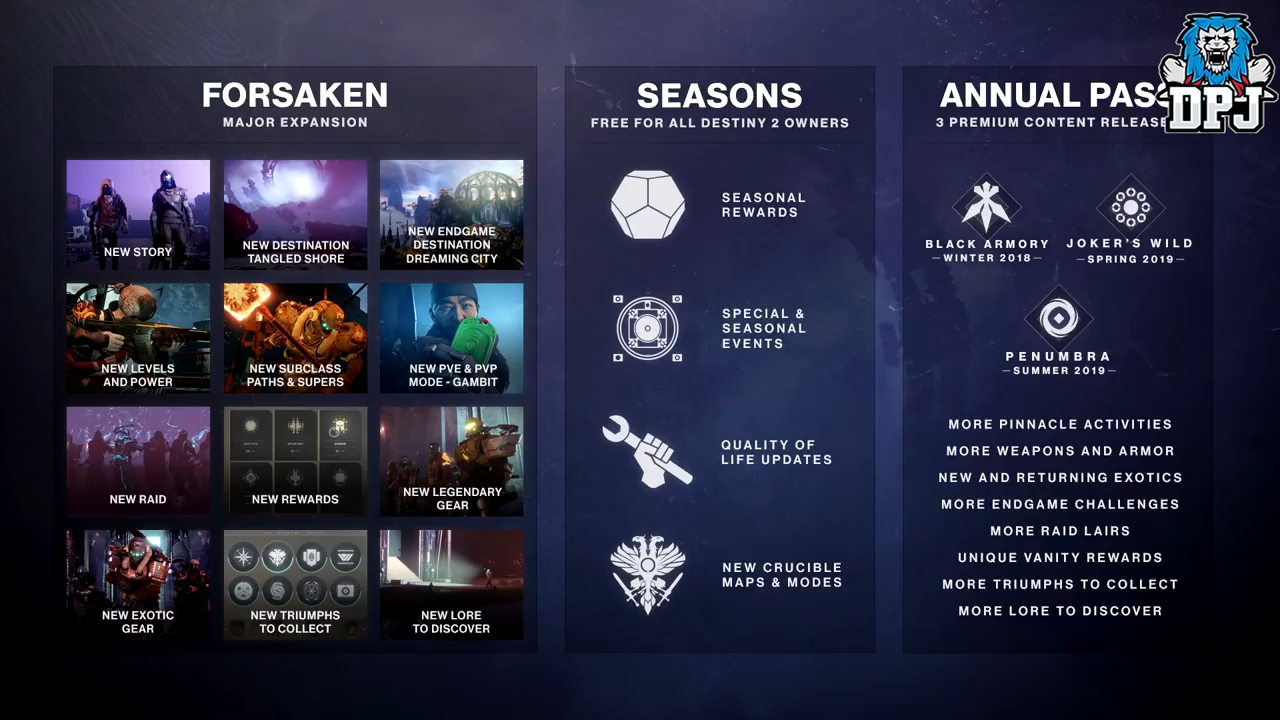 FORSAKEN
MAJOR EXPANSION
NEW STORY
NEW DESTINATION
TANGLED SHORE
NEW ENDGAME
DESTINATION
DREAMING CITY
NEW LEVELS
AND POWER
NEW SUBCLASS
PATHS & SUPERS
NEW PVE & PVP
MODE - GAMBIT
NEW RAID
NEW REWARDS
NEW LEGENDARY
GEAR
NEW EXOTIC
GEAR
NEW TRIUMPHS
TO COLLECT
NEW LORE
TO DISCOVER
SEASONS
FREE FOR ALL DESTINY 2 OWNERS
SEASONAL
REWARDS
SPECIAL &
SEASONAL
EVENTS
QUALITY OF
LIFE UPDATES
NEW CRUCIBLE
MAPS & MODES
ANNUAL PASS
3 PREMIUM CONTENT RELEASE
DPJ
BLACK ARMORY
–WINTER 2018–
JOKER'S WILD
–SPRING 2019–
PENUMBRA
–SUMMER 2019–
MORE PINNACLE ACTIVITIES
MORE WEAPONS AND ARMOR
NEW AND RETURNING EXOTICS
MORE ENDGAME CHALLENGES
MORE RAID LAIRS
UNIQUE VANITY REWARDS
MORE TRIUMPHS TO COLLECT
MORE LORE TO DISCOVER